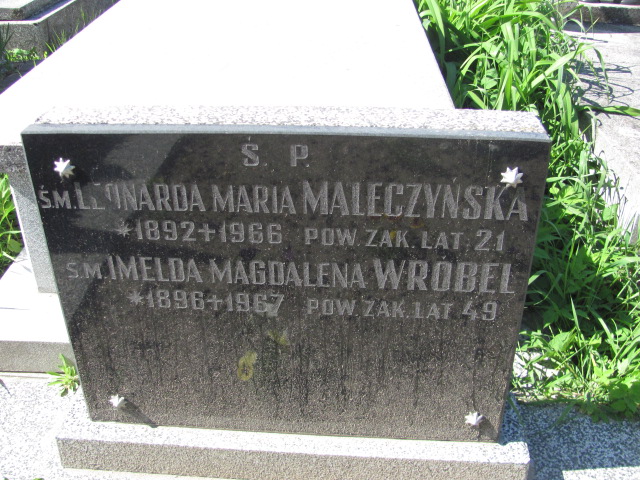 Ś. P.
Ś.M. LEONARDA MARIA MALECZYŃSKA
*1892+1966 POW. ZAK. LAT. 21
Ś.M. IMELDA MAGDALENA WRÓBEL
*1896+1967 POW. ZAK. LAT 49